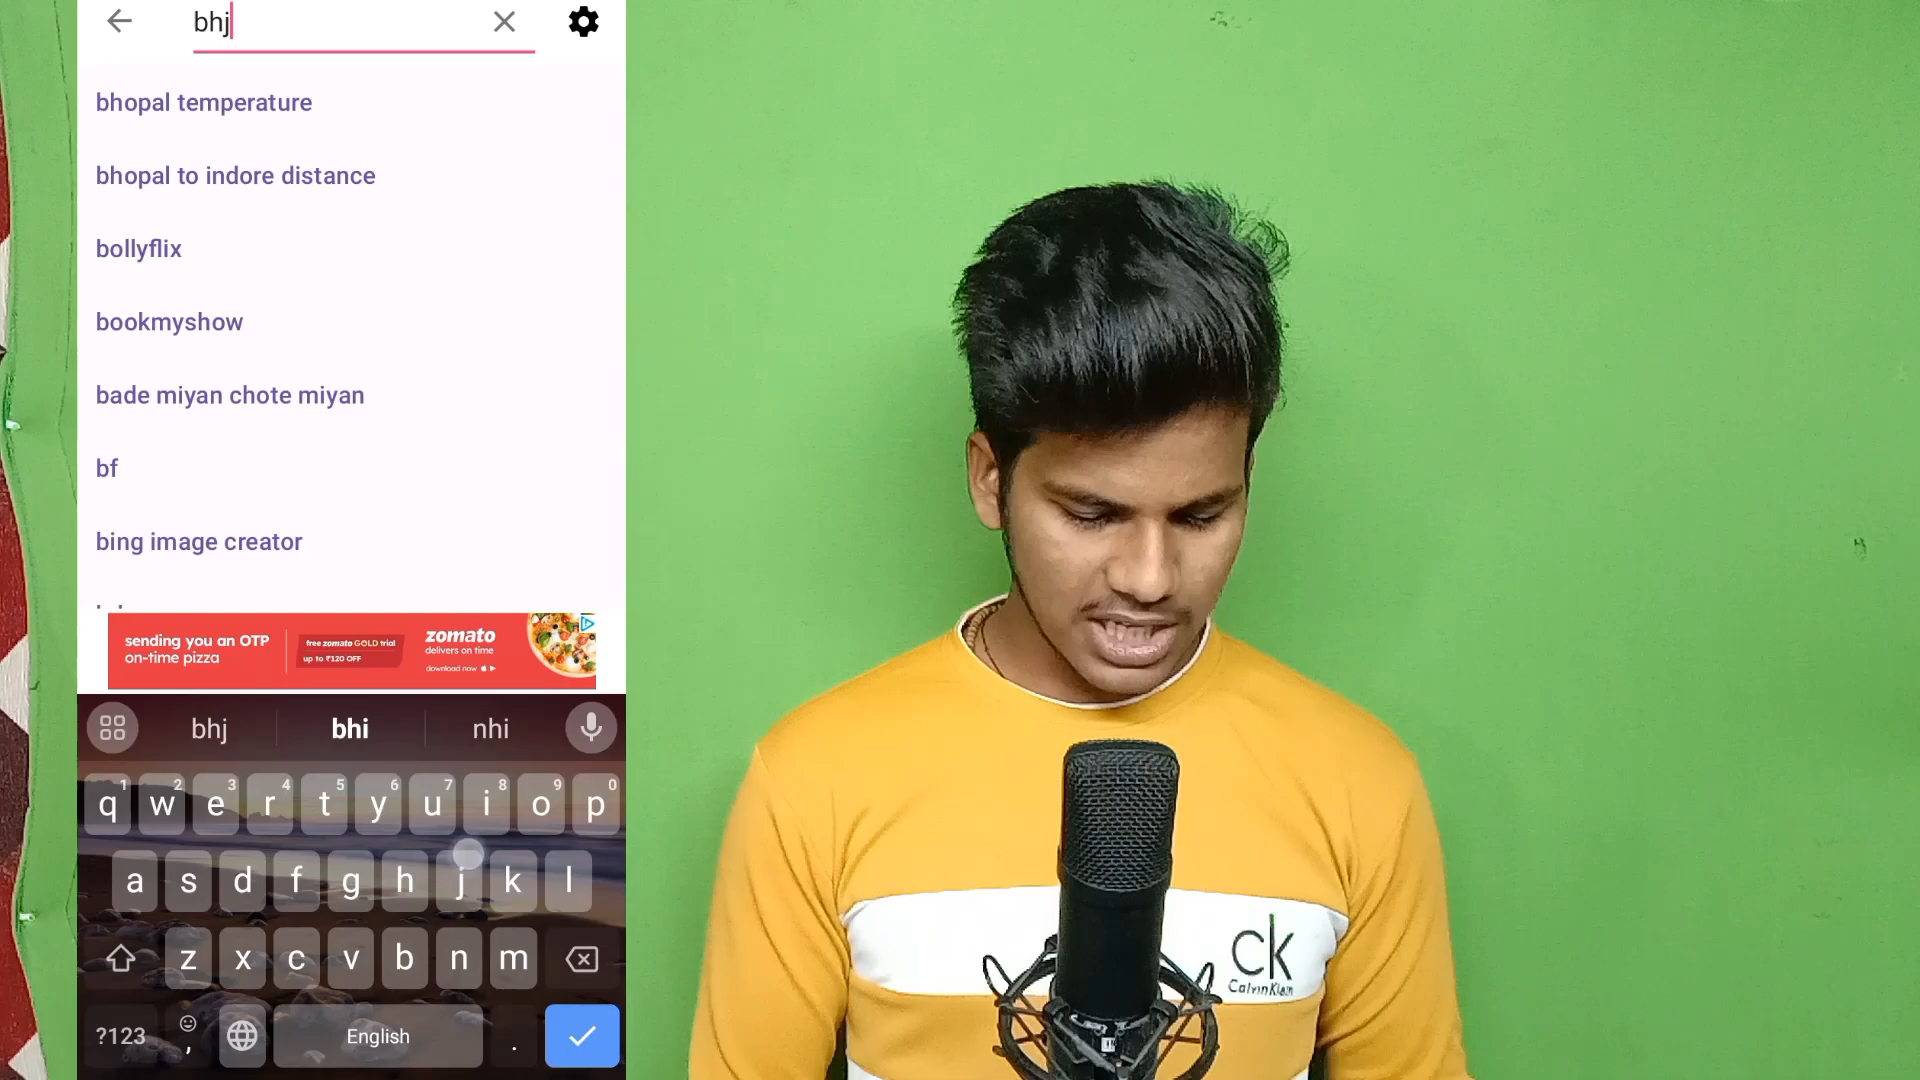 bhj
bhopal temperature
bhopal to indore distance
bollyflix
bookmyshow
bade miyan chote miyan
bf
bing image creator
sending you an OTP
on-time pizza
free zomato GOLD trial
up to ₹120 OFF
zomato
delivers on time
download now
bhj bhi nhi
1 2 3 4 5 6 7 8 9 0
q w e r t y u i o p
a s d f g h j k l
z x c v b n m
?123 , English .
ck
Calvin Klein